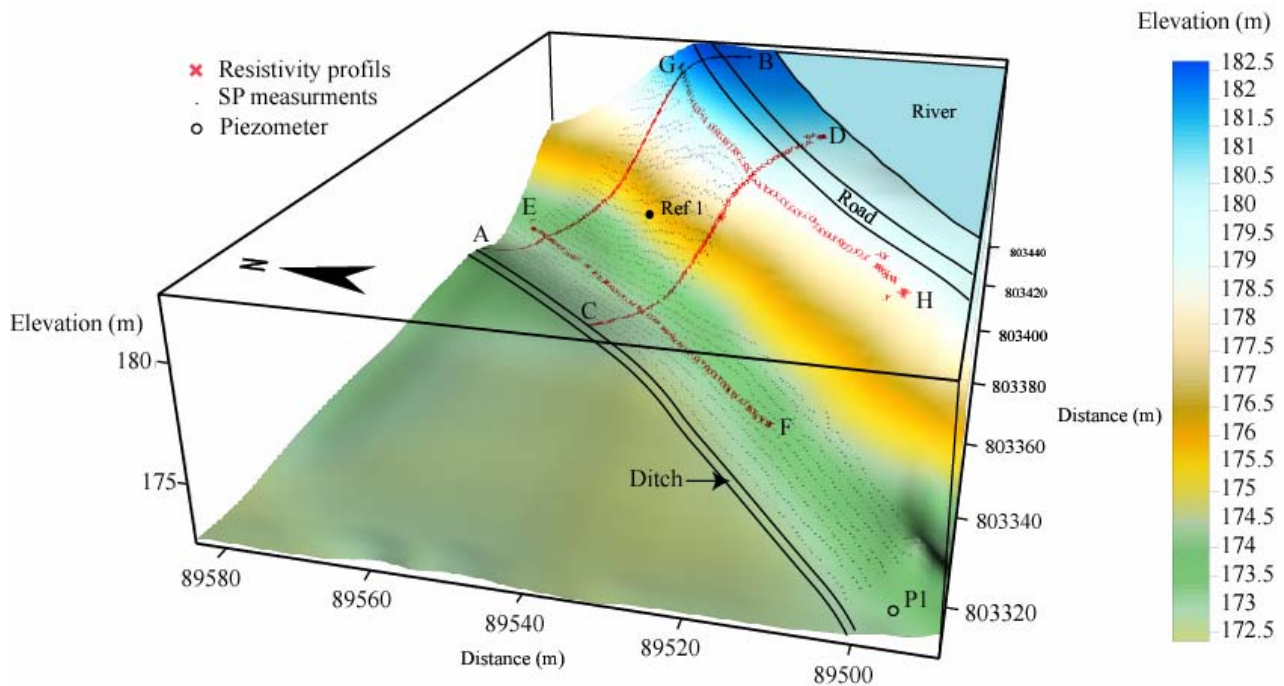 Elevation (m)
182.5
182
181
181
180
180
179.5
179
178.5
178
177.5
177
176.5
176
175.5
175
174.5
174
173.5
173
172.5
Resistivity profils
SP measurments
Piezometer
G
B
River
D
Road
E
Ref 1
A
N
C
H
803440
803420
803400
803380
803360
803340
803320
Distance (m)
Elevation (m)
180
175
F
Ditch
P1
89580
89560
89540
89520
89500
Distance (m)